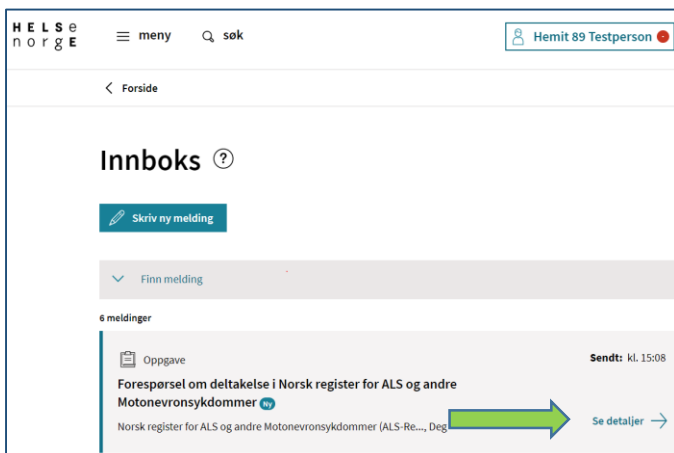 HELSe
norgE
meny
søk
Hemit 89 Testperson
Forside
Innboks ?
Skriv ny melding
Finn melding
6 meldinger
Oppgave
Sendt: kl. 15:08
Forespørsel om deltakelse i Norsk register for ALS og andre
Motonevronsykdommer Ny
Norsk register for ALS og andre Motonevronsykdommer (ALS-Re..., Deg
Se detaljer